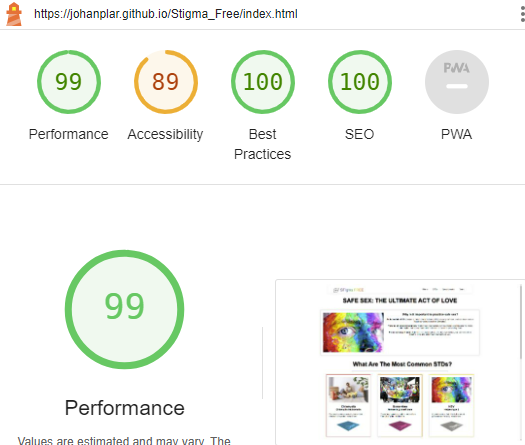 https://johanplar.github.io/Stigma_Free/index.html
99
89
100
100
PWA
Performance
Accessibility
Best
Practices
SEO
PWA
99
SAFE SEX: THE ULTIMATE ACT OF LOVE
What Are The Most Common STDs?
Performance
Values are estimated and may vary. The